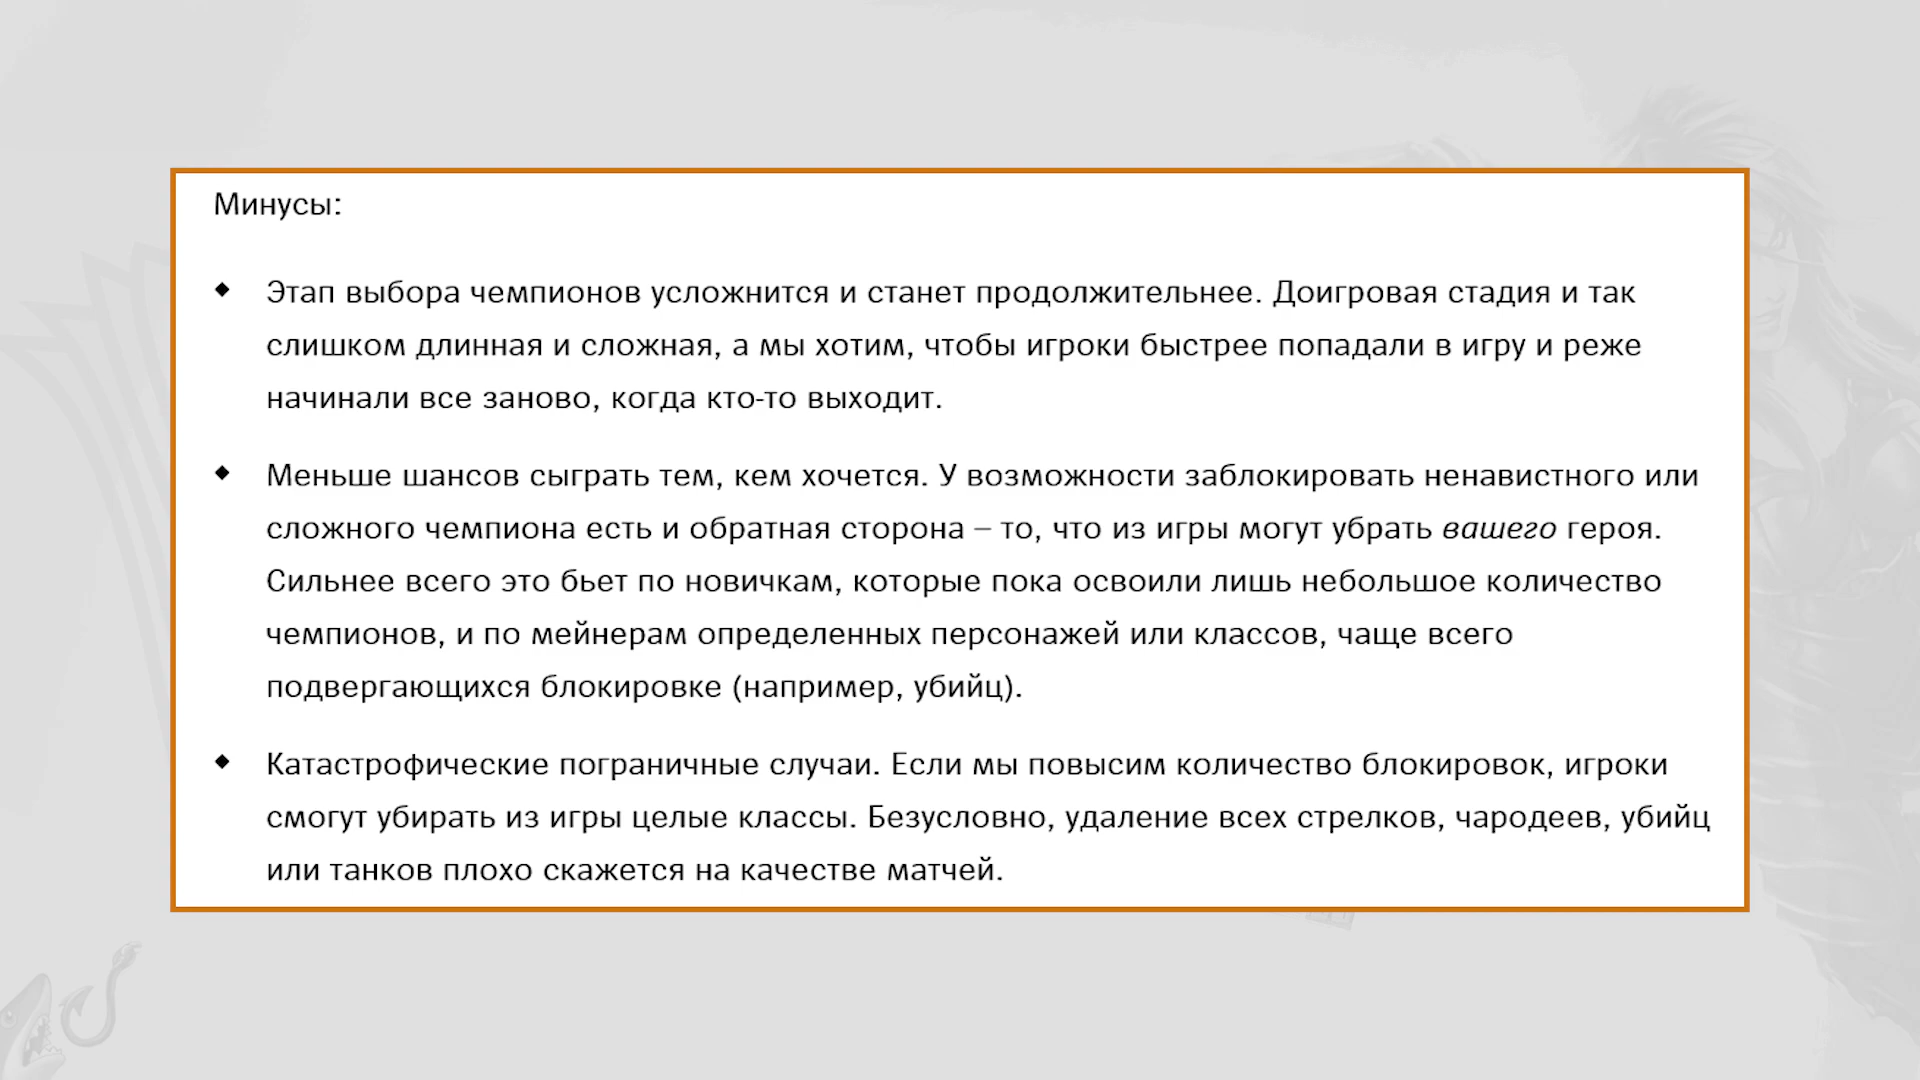 Минусы:
Этап выбора чемпионов усложнится и станет продолжительнее. Доигровая стадия и так
слишком длинная и сложная, а мы хотим, чтобы игроки быстрее попадали в игру и реже
начинали все заново, когда кто-то выходит.
Меньше шансов сыграть тем, кем хочется. У возможности заблокировать ненавистного или
сложного чемпиона есть и обратная сторона – то, что из игры могут убрать вашего героя.
Сильнее всего это бьет по новичкам, которые пока освоили лишь небольшое количество
чемпионов, и по мейнерам определенных персонажей или классов, чаще всего
подвергающихся блокировке (например, убийц).
Катастрофические пограничные случаи. Если мы повысим количество блокировок, игроки
смогут убирать из игры целые классы. Безусловно, удаление всех стрелков, чародеев, убийц
или танков плохо скажется на качестве матчей.